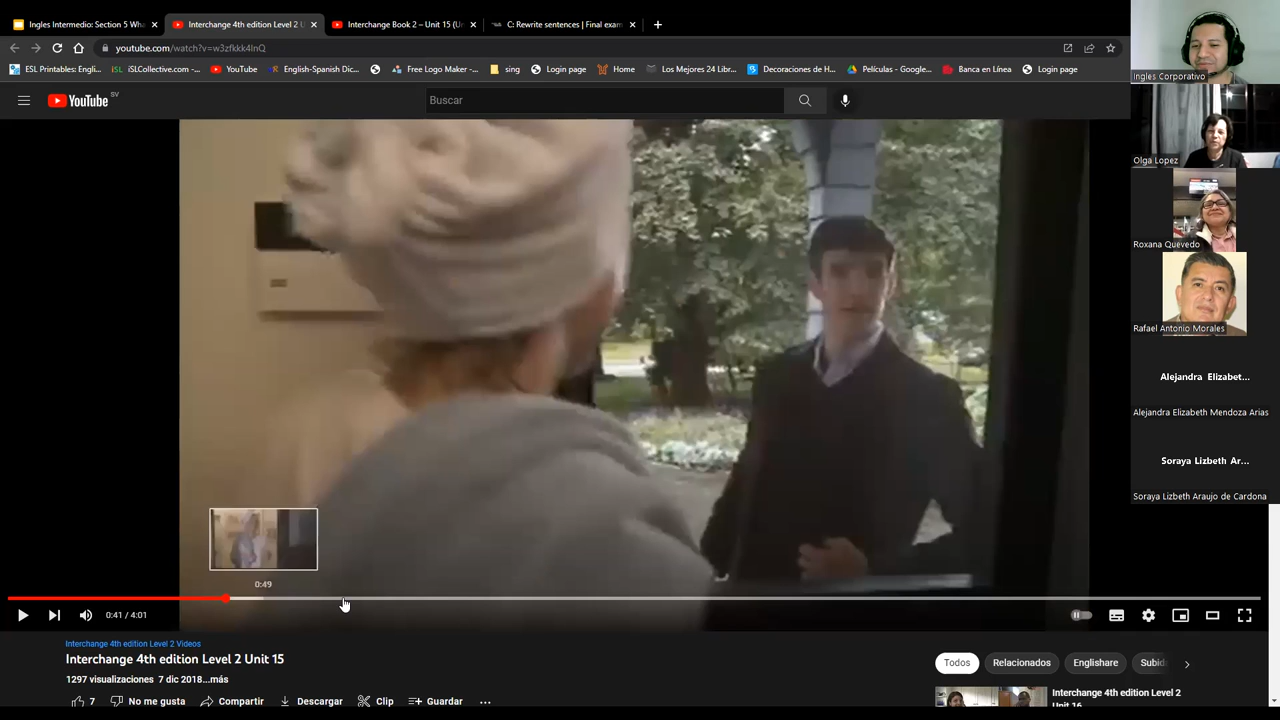 Ingles Intermedio: Section 5 Wha
Interchange 4th edition Level 2 U
Interchange Book 2 – Unit 15 (U
C: Rewrite sentences | Final exam
youtube.com/watch?v=w3zfkkk4lnQ
ESL Printables: Engli...
iSL
iSLCollective.com -...
YouTube
English-Spanish Dic...
Free Logo Maker -...
sing
Login page
Home
Los Mejores 24 Libr...
Decoraciones de H...
Películas - Google...
Banca en Línea
Login page
YouTube SV
Buscar
Ingles Corporativo
Olga Lopez
Roxana Quevedo
Rafael Antonio Morales
Alejandra Elizabet...
Alejandra Elizabeth Mendoza Arias
Soraya Lizbeth Ar...
Soraya Lizbeth Araujo de Cardona
0:49
0:41 / 4:01
Interchange 4th edition Level 2 Videos
Interchange 4th edition Level 2 Unit 15
1297 visualizaciones 7 dic 2018...más
7
No me gusta
Compartir
Descargar
Clip
Guardar
Todos
Relacionados
Englishare
Subid
Interchange 4th edition Level 2
Unit 16